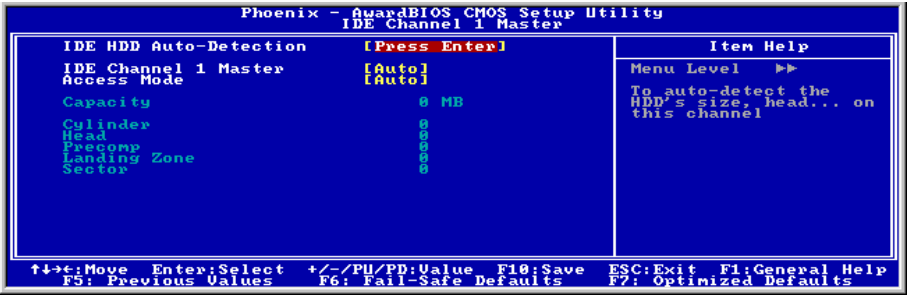 Phoenix - AwardBIOS CMOS Setup Utility
IDE Channel 1 Master
IDE HDD Auto-Detection [Press Enter]
IDE Channel 1 Master [Auto]
Access Mode [Auto]
Capacity 0 MB
Cylinder 0
Head 0
Precomp 0
Landing Zone 0
Sector 0
Item Help
Menu Level ►►
To auto-detect the
HDD's size, head... on
this channel
↑↓→←:Move Enter:Select +/-/PU/PD:Value F10:Save ESC:Exit F1:General Help
F5: Previous Values F6: Fail-Safe Defaults F7: Optimized Defaults